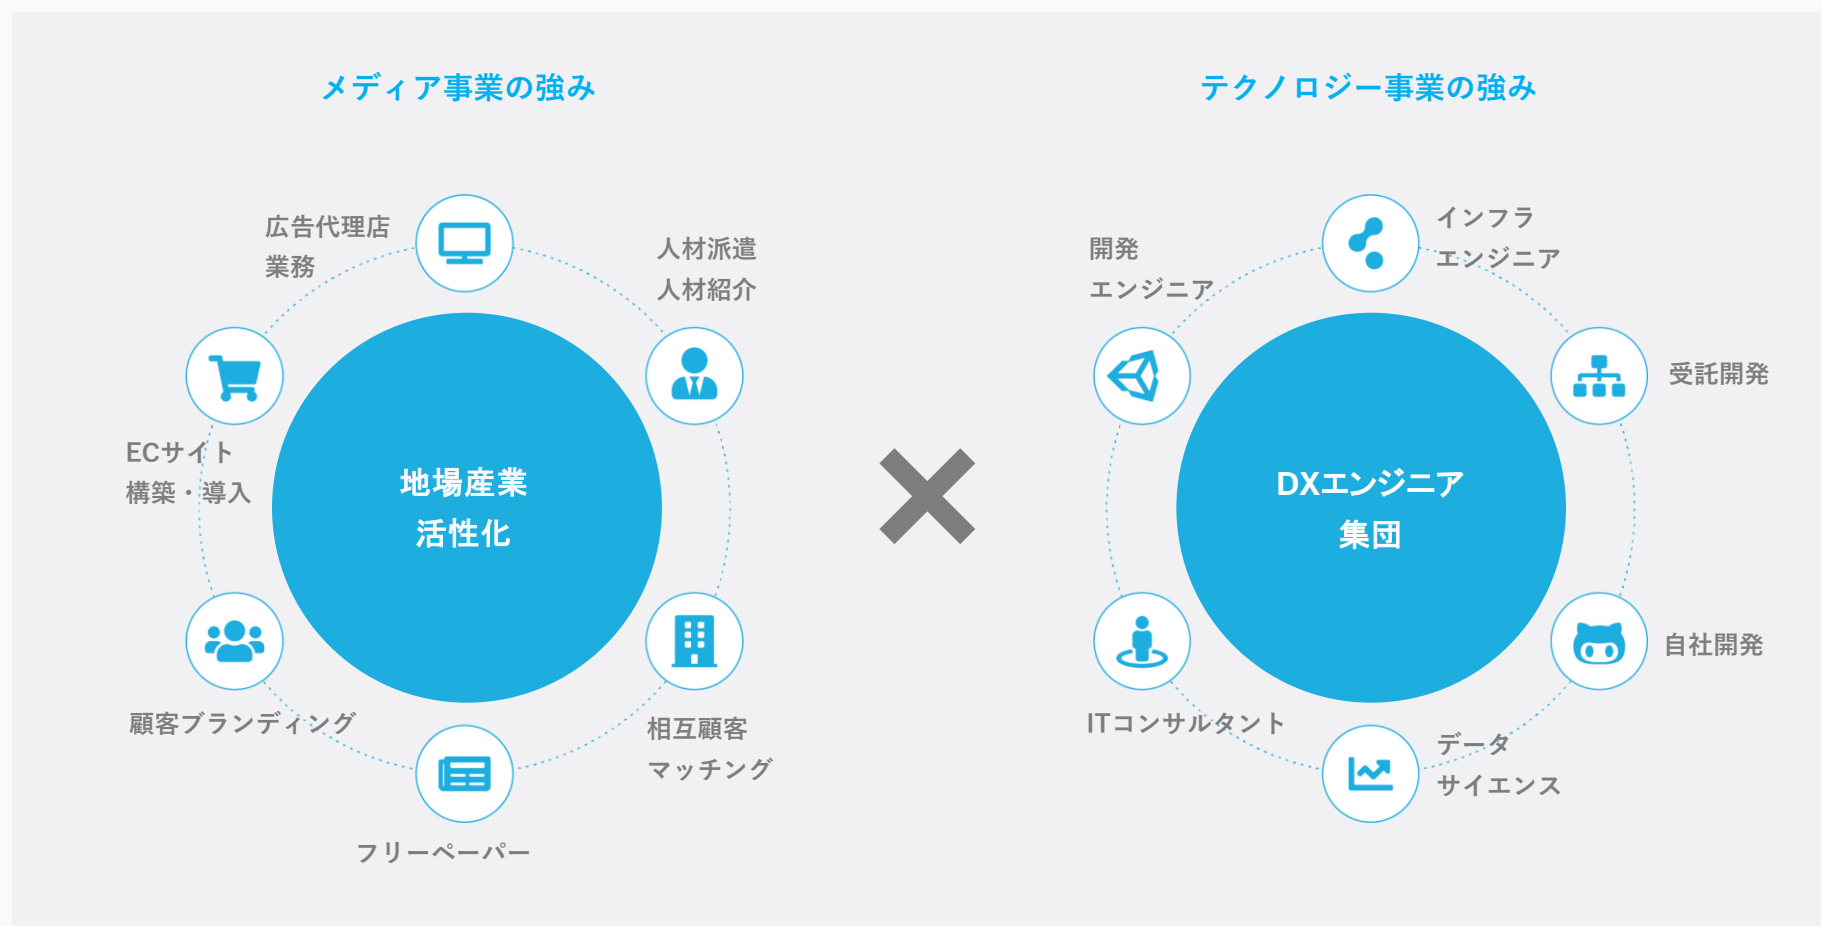 メディア事業の強み
広告代理店
業務
人材派遣
人材紹介
ECサイト
構築・導入
地場産業
活性化
顧客ブランディング
相互顧客
マッチング
フリーペーパー
テクノロジー事業の強み
インフラ
エンジニア
開発
エンジニア
受託開発
DXエンジニア
集団
自社開発
ITコンサルタント
データ
サイエンス